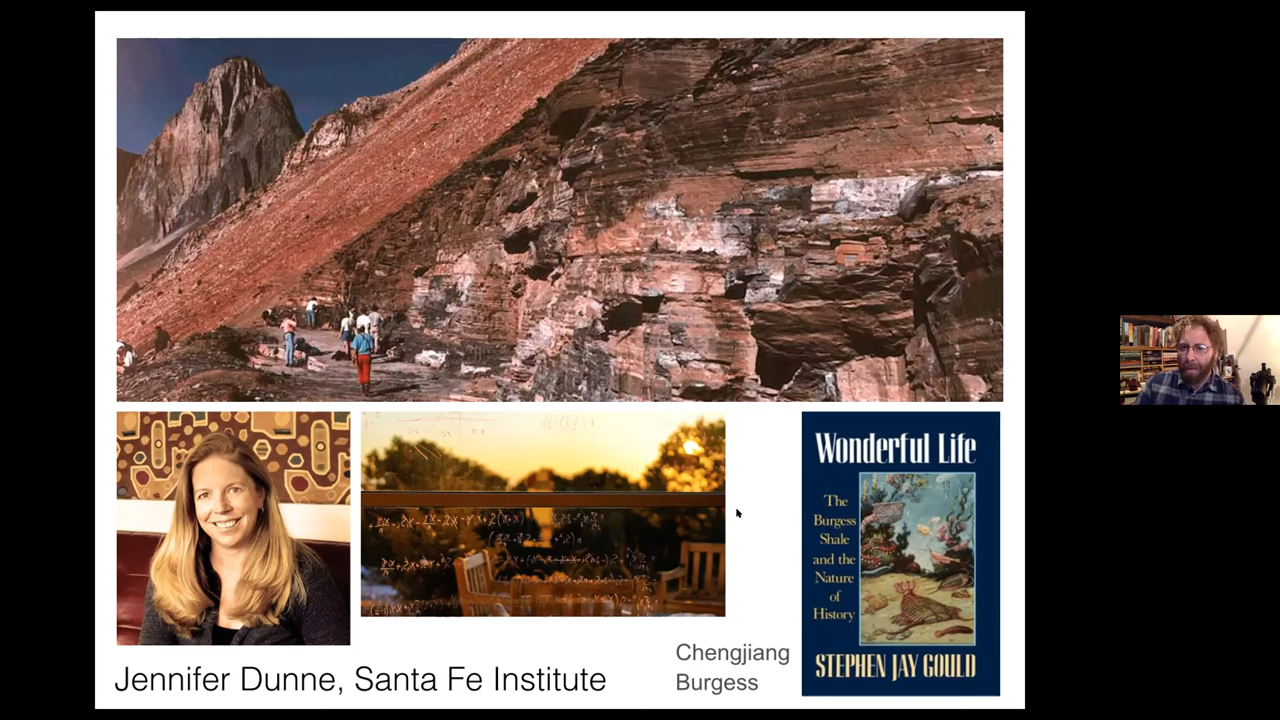 Jennifer Dunne, Santa Fe Institute
Chengjiang
Burgess
Wonderful Life
The
Burgess
Shale
and the
Nature
of
History
STEPHEN JAY GOULD